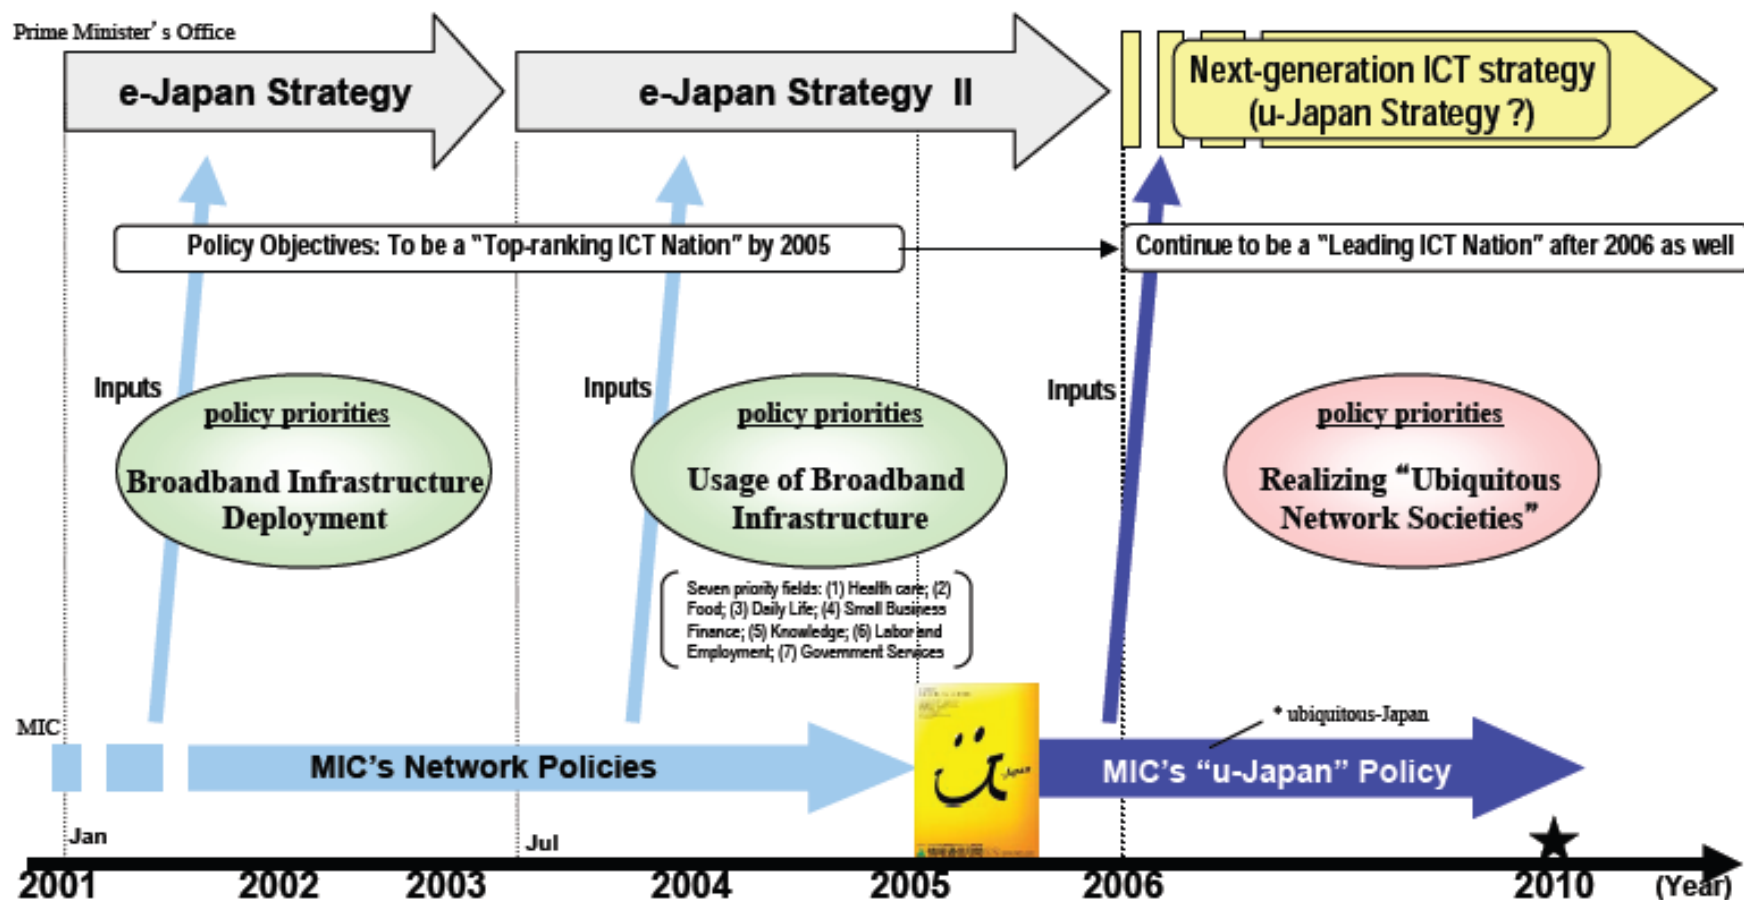 Prime Minister’s Office
e-Japan Strategy
e-Japan Strategy II
Next-generation ICT strategy
(u-Japan Strategy ?)
Policy Objectives: To be a “Top-ranking ICT Nation” by 2005
Continue to be a “Leading ICT Nation” after 2006 as well
Inputs
policy priorities
Broadband Infrastructure
Deployment
Inputs
policy priorities
Usage of Broadband
Infrastructure
Inputs
policy priorities
Realizing “Ubiquitous
Network Societies”
Seven priority fields: (1) Health care; (2)
Food; (3) Daily Life; (4) Small Business
Finance; (5) Knowledge; (6) Labor and
Employment; (7) Government Services
MIC
MIC’s Network Policies
u
Japan
* ubiquitous-Japan
MIC’s “u-Japan” Policy
Jan
Jul
2001
2002
2003
2004
2005
2006
2010
(Year)